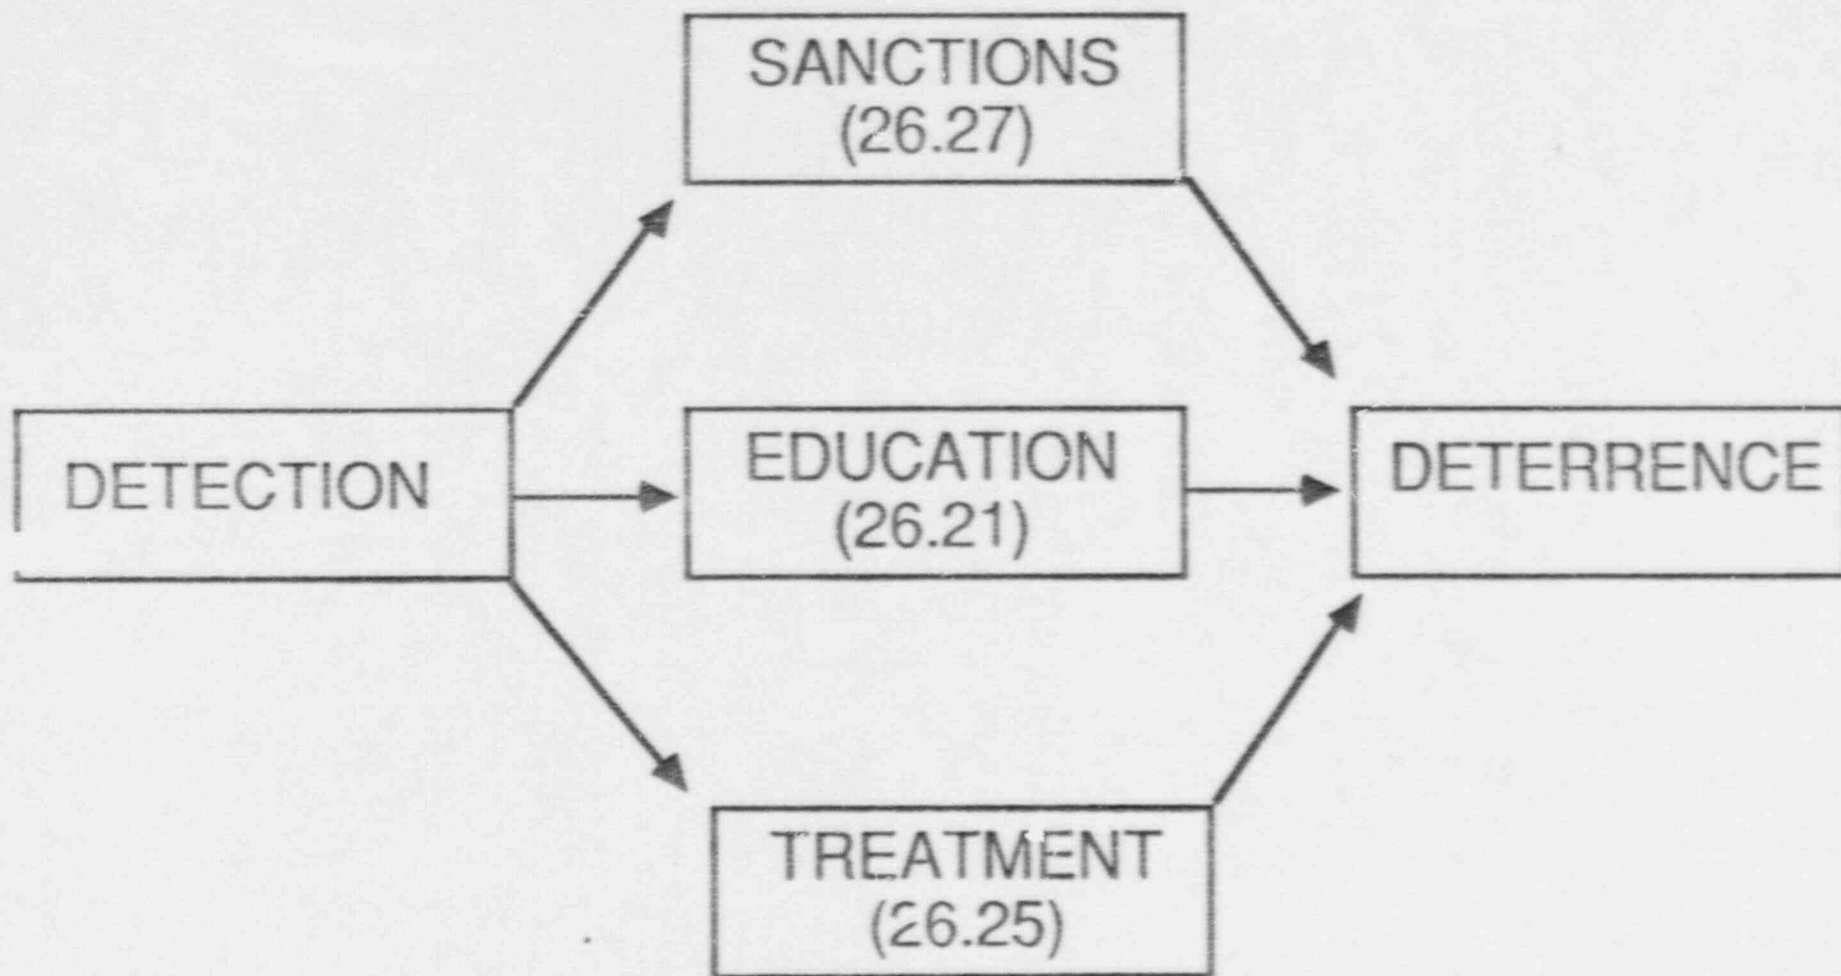 SANCTIONS
(26.27)
DETECTION
EDUCATION
(26.21)
DETERRENCE
TREATMENT
(26.25)